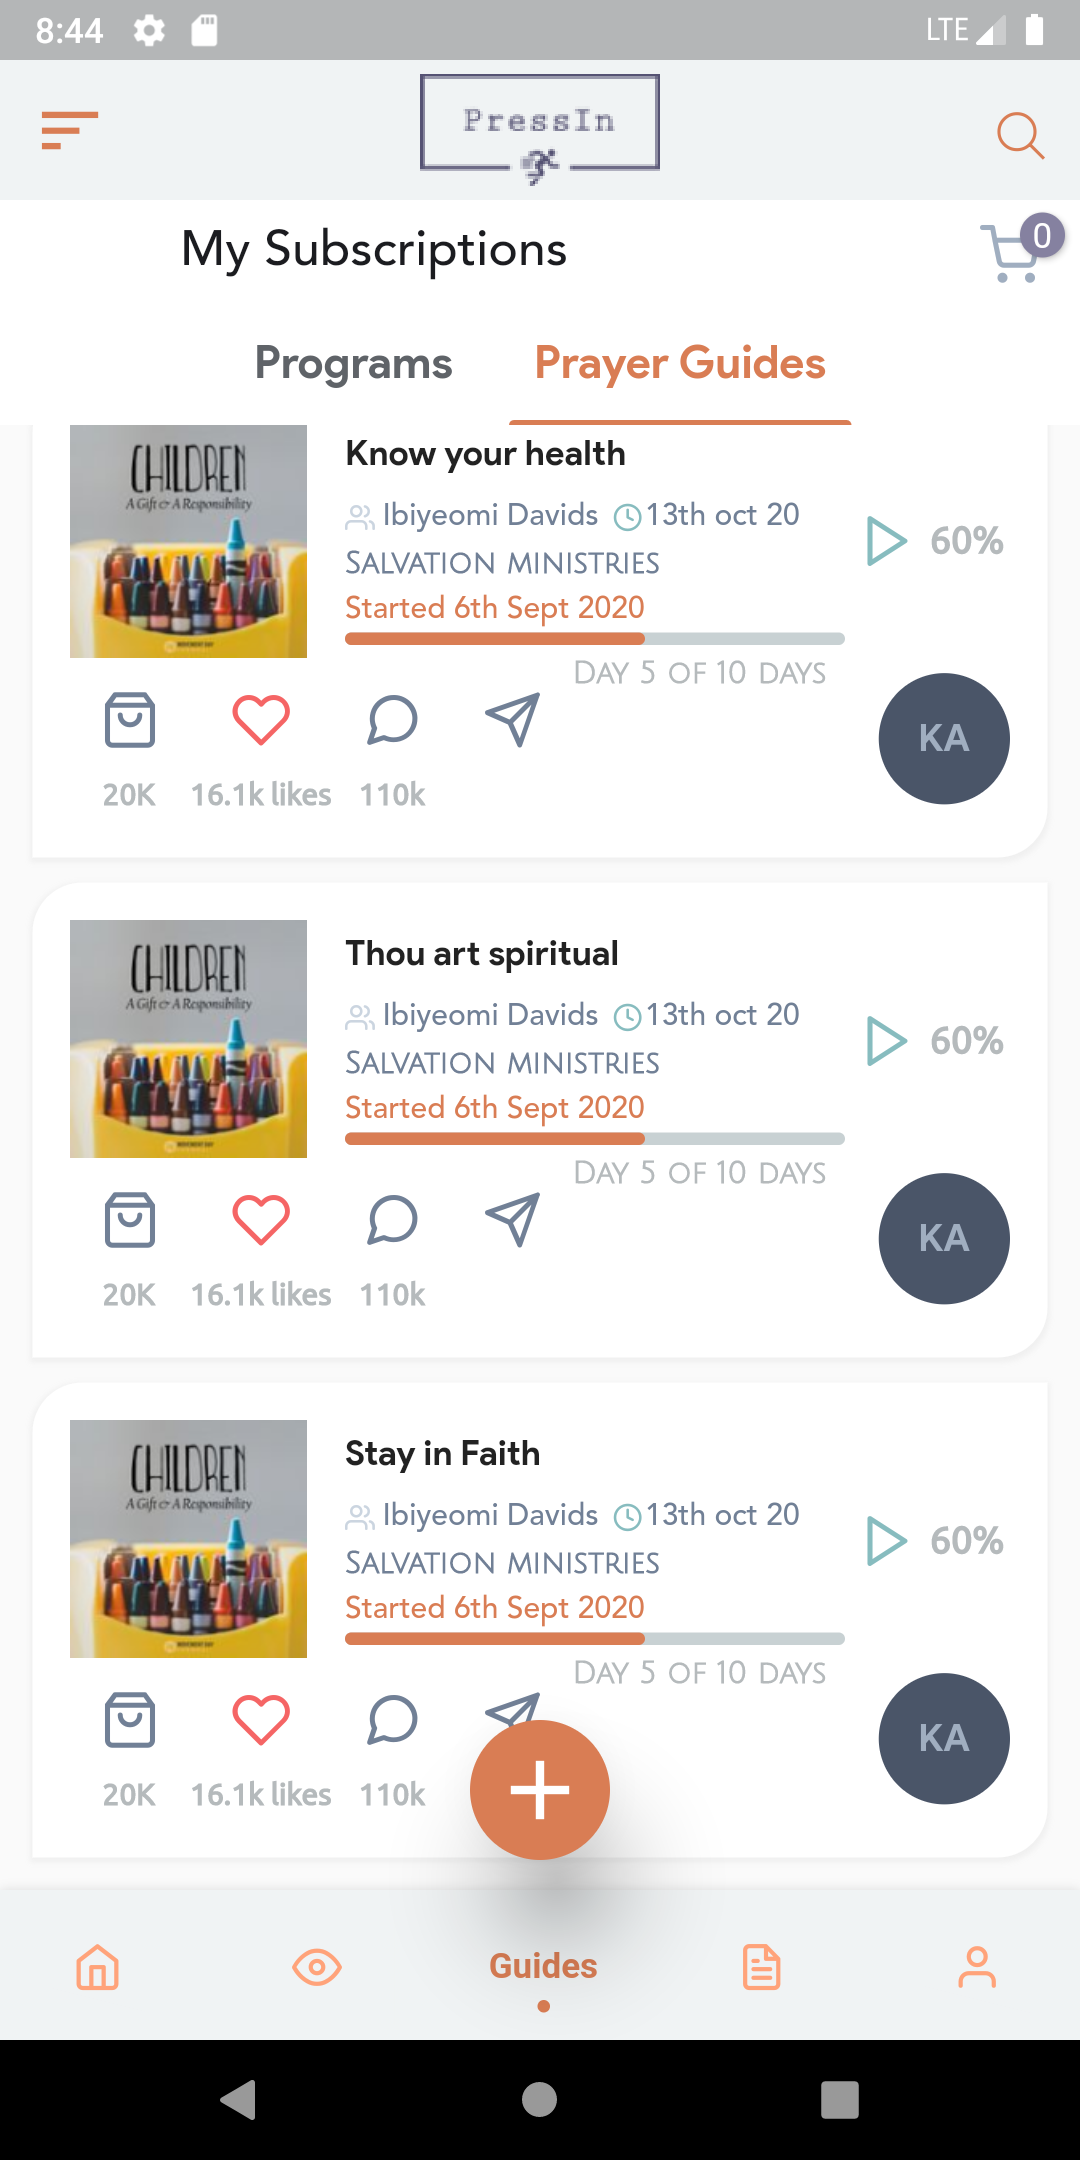 8:44
LTE
PressIn
My Subscriptions
0
Programs
Prayer Guides
CHILDREN
A Gift & A Responsibility
Know your health
Ibiyeomi Davids 13th oct 20
SALVATION MINISTRIES
Started 6th Sept 2020
60%
DAY 5 OF 10 DAYS
KA
20K 16.1k likes 110k
CHILDREN
A Gift & A Responsibility
Thou art spiritual
Ibiyeomi Davids 13th oct 20
SALVATION MINISTRIES
Started 6th Sept 2020
60%
DAY 5 OF 10 DAYS
KA
20K 16.1k likes 110k
CHILDREN
A Gift & A Responsibility
Stay in Faith
Ibiyeomi Davids 13th oct 20
SALVATION MINISTRIES
Started 6th Sept 2020
60%
DAY 5 OF 10 DAYS
KA
20K 16.1k likes 110k
Guides